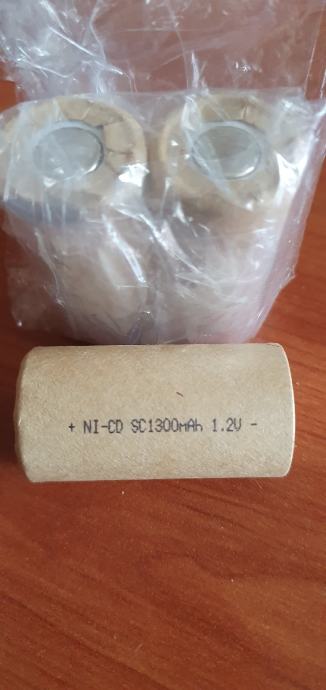 + NI-CD SC1300mAh 1.2V -